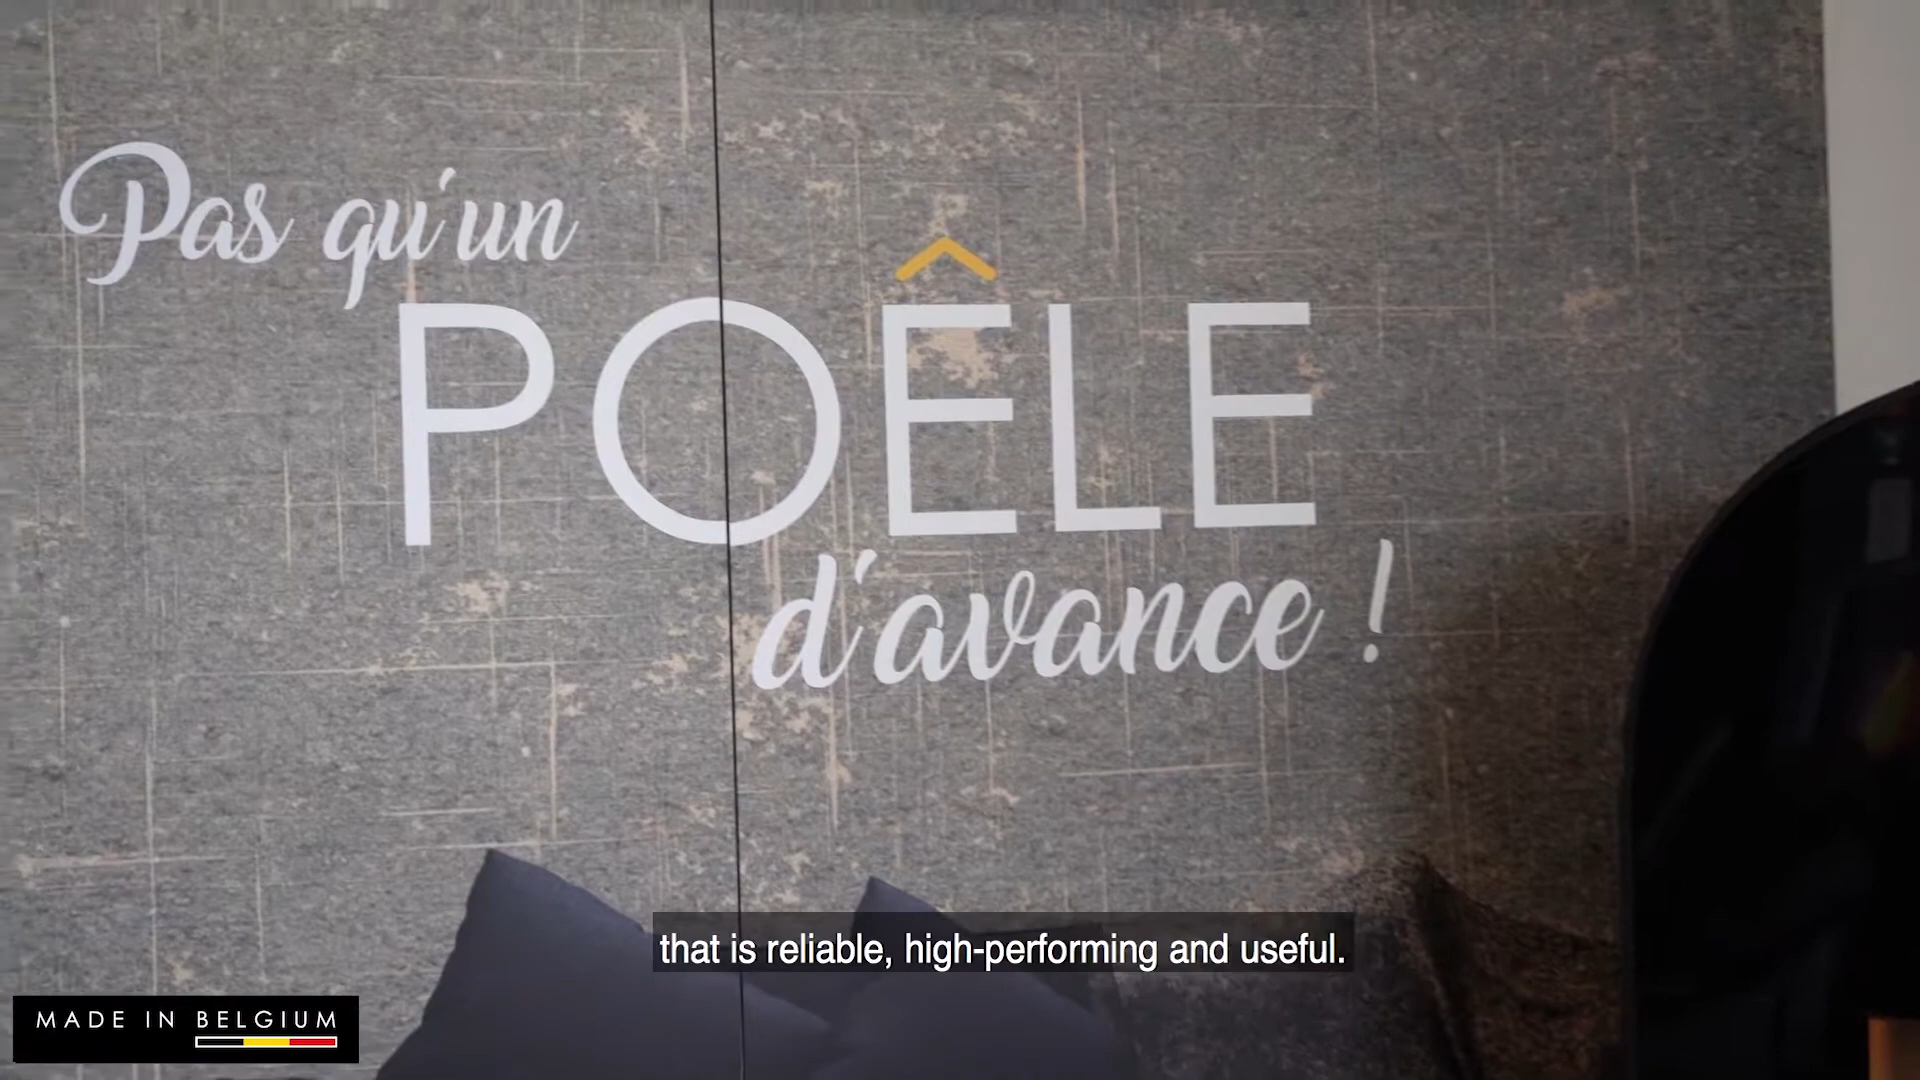 Pas qu'un
POÊLE
d'avance !
that is reliable, high-performing and useful.
MADE IN BELGIUM